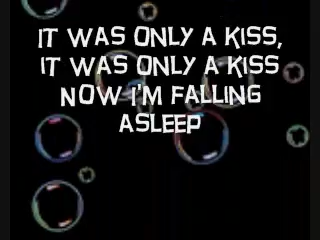 IT WAS ONLY A KISS,
IT WAS ONLY A KISS
NOW I'M FALLING
ASLEEP